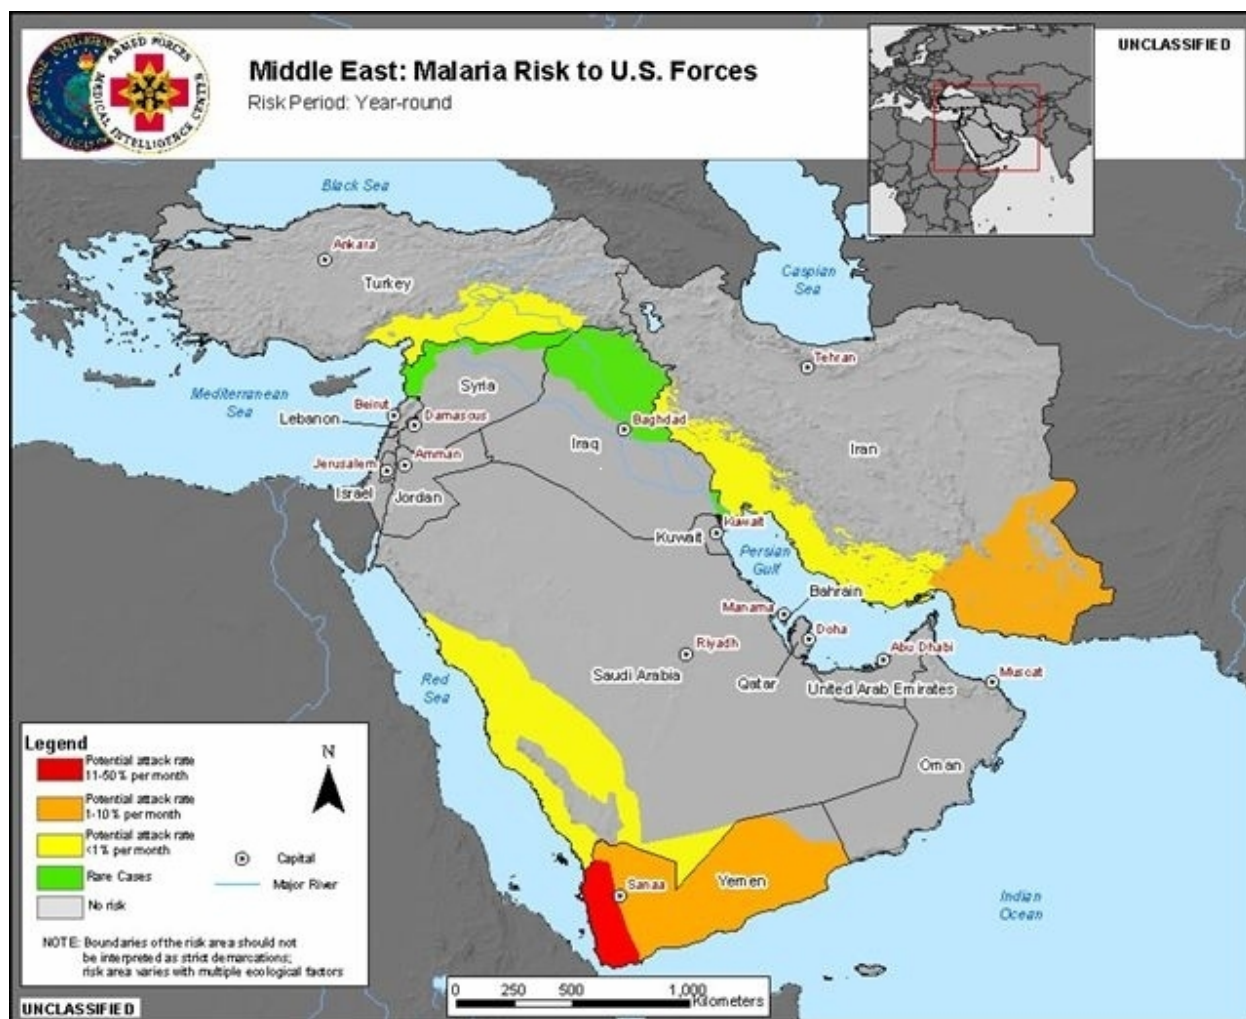 UNCLASSIFIED
Middle East: Malaria Risk to U.S. Forces
Risk Period: Year-round
ARMED FORCES
MEDICAL INTELLIGENCE CENTER
Black Sea
Ankara
Turkey
Caspian
Sea
Tehran
Mediterranean
Sea
Syria
Beirut
Lebanon
Damascus
Baghdad
Iraq
Iran
Jerusalem
Amman
Israel
Jordan
Kuwait
Kuwait
Persian
Gulf
Bahrain
Manama
Doha
Riyadh
Abu Dhabi
Saudi Arabia
Qatar
United Arab Emirates
Muscat
Red
Sea
Oman
Sanaa
Yemen
Indian
Ocean
Legend
Potential attack rate
11-50% per month
Potential attack rate
1-10% per month
Potential attack rate
<1% per month
Rare Cases
No risk
N
Capital
Major River
NOTE: Boundaries of the risk area should not
be interpreted as strict demarcations;
risk area varies with multiple ecological factors
0 250 500 1,000
Kilometers
UNCLASSIFIED